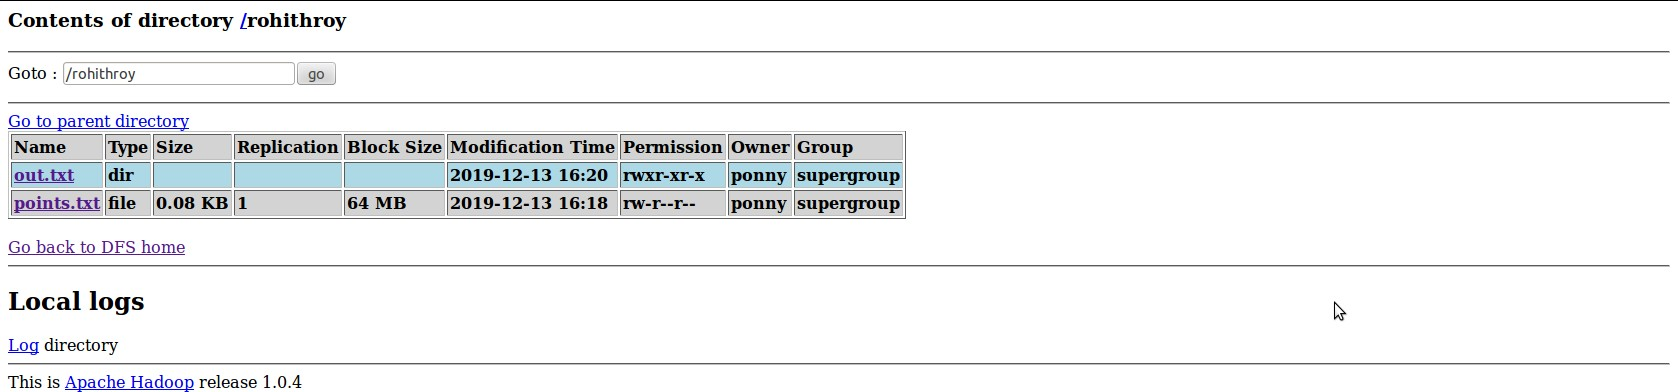 Contents of directory /rohithroy
Goto : /rohithroy go
Go to parent directory
Name Type Size Replication Block Size Modification Time Permission Owner Group
out.txt dir 2019-12-13 16:20 rwxr-xr-x ponny supergroup
points.txt file 0.08 KB 1 64 MB 2019-12-13 16:18 rw-r--r-- ponny supergroup
Go back to DFS home
Local logs
Log directory
This is Apache Hadoop release 1.0.4